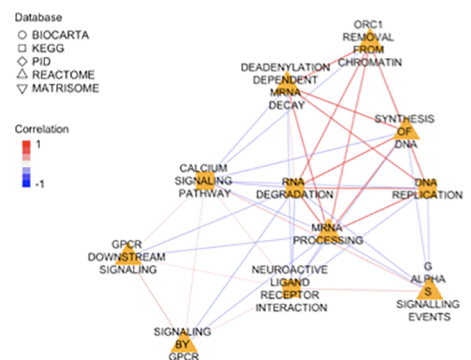 Database
BIOCARTA
KEGG
PID
REACTOME
MATRISOME
Correlation
1
-1
ORC1
REMOVAL
FROM
CHROMATIN
DEADENYLATION
DEPENDENT
MRNA
DECAY
SYNTHESIS
OF
DNA
CALCIUM
SIGNALING
PATHWAY
RNA
DEGRADATION
DNA
REPLICATION
MRNA
PROCESSING
GPCR
DOWNSTREAM
SIGNALING
NEUROACTIVE
LIGAND
RECEPTOR
INTERACTION
G
ALPHA
S
SIGNALLING
EVENTS
SIGNALING
BY
GPCR